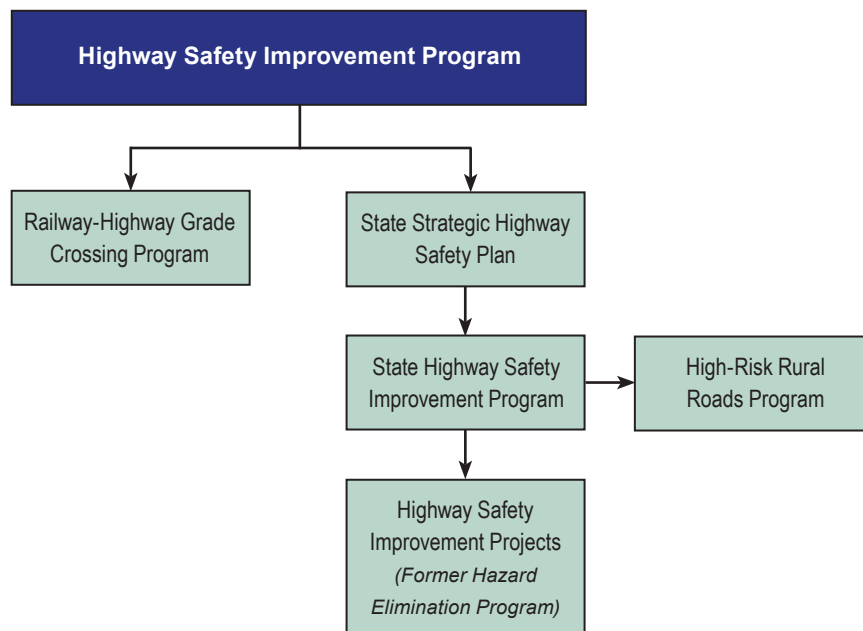 Highway Safety Improvement Program
Railway-Highway Grade
Crossing Program
State Strategic Highway
Safety Plan
State Highway Safety
Improvement Program
High-Risk Rural
Roads Program
Highway Safety
Improvement Projects
(Former Hazard
Elimination Program)